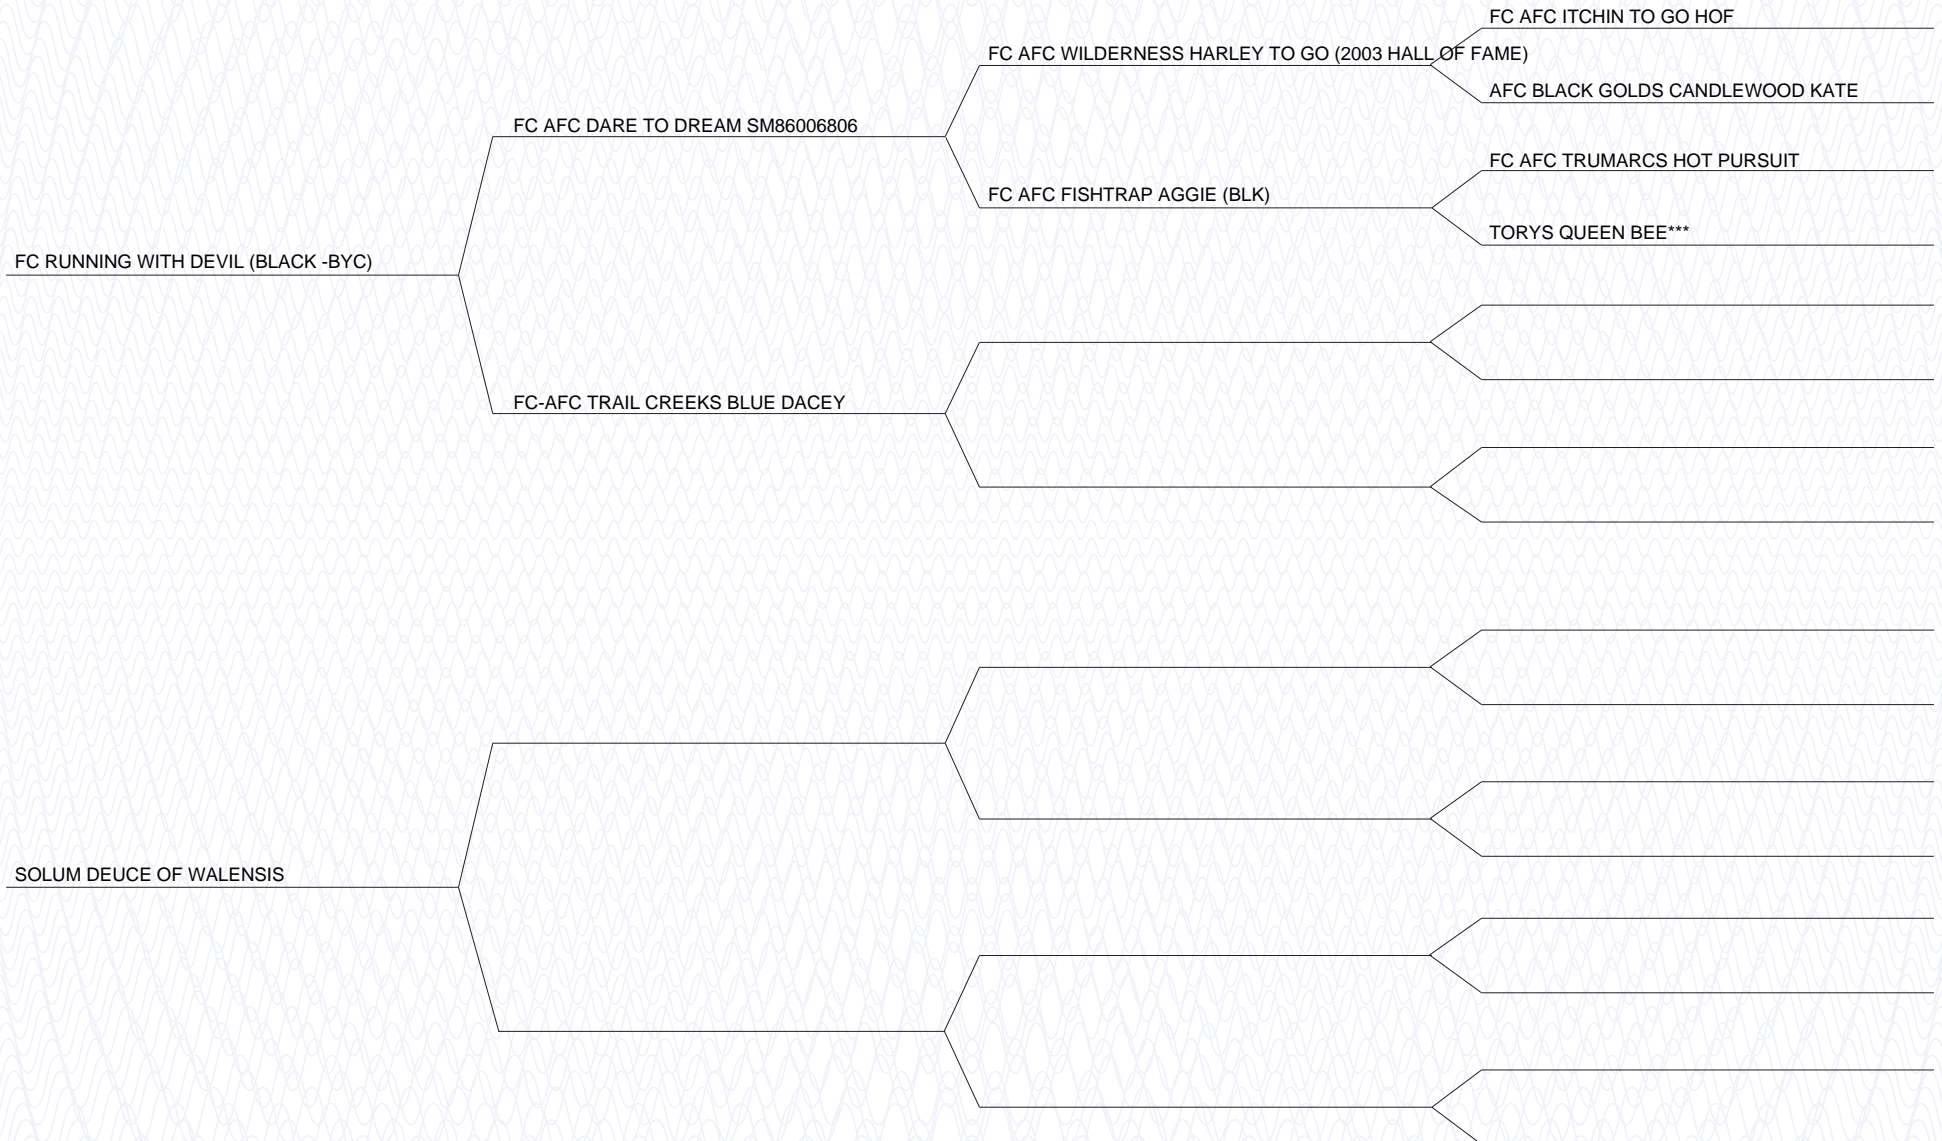 FC AFC ITCHIN TO GO HOF
FC AFC WILDERNESS HARLEY TO GO (2003 HALL OF FAME)
AFC BLACK GOLDS CANDLEWOOD KATE
FC AFC DARE TO DREAM SM86006806
FC AFC TRUMARCS HOT PURSUIT
FC AFC FISHTRAP AGGIE (BLK)
TORYS QUEEN BEE***
FC RUNNING WITH DEVIL (BLACK -BYC)
FC-AFC TRAIL CREEKS BLUE DACEY
SOLUM DEUCE OF WALENSIS